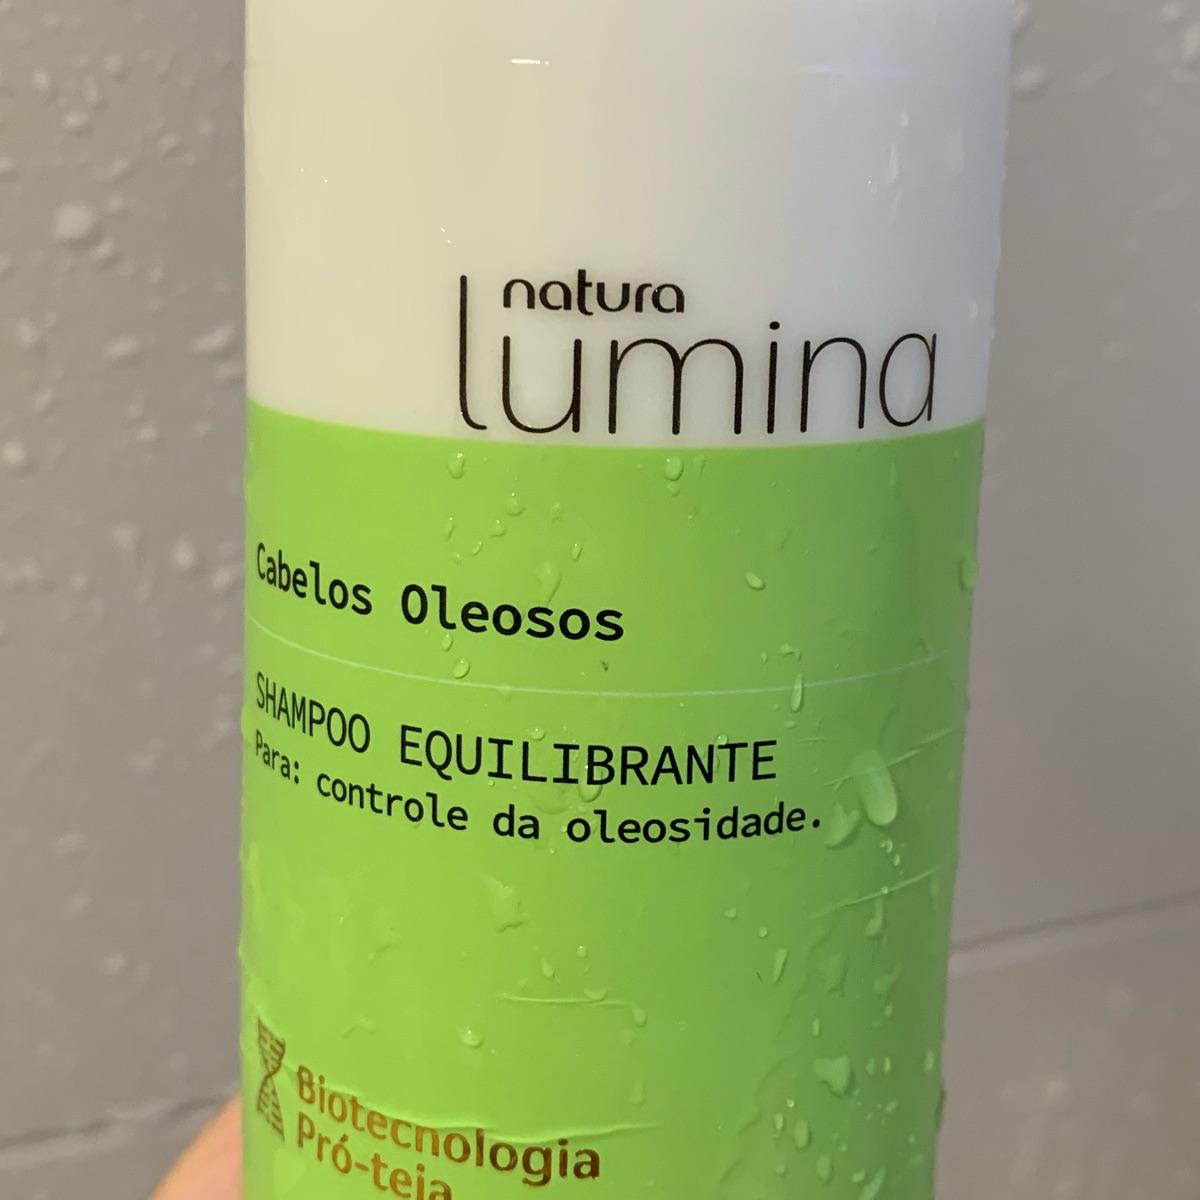 natura
lumina
Cabelos Oleosos
SHAMPOO EQUILIBRANTE
Para: controle da oleosidade.
Biotecnologia
Pró-teia